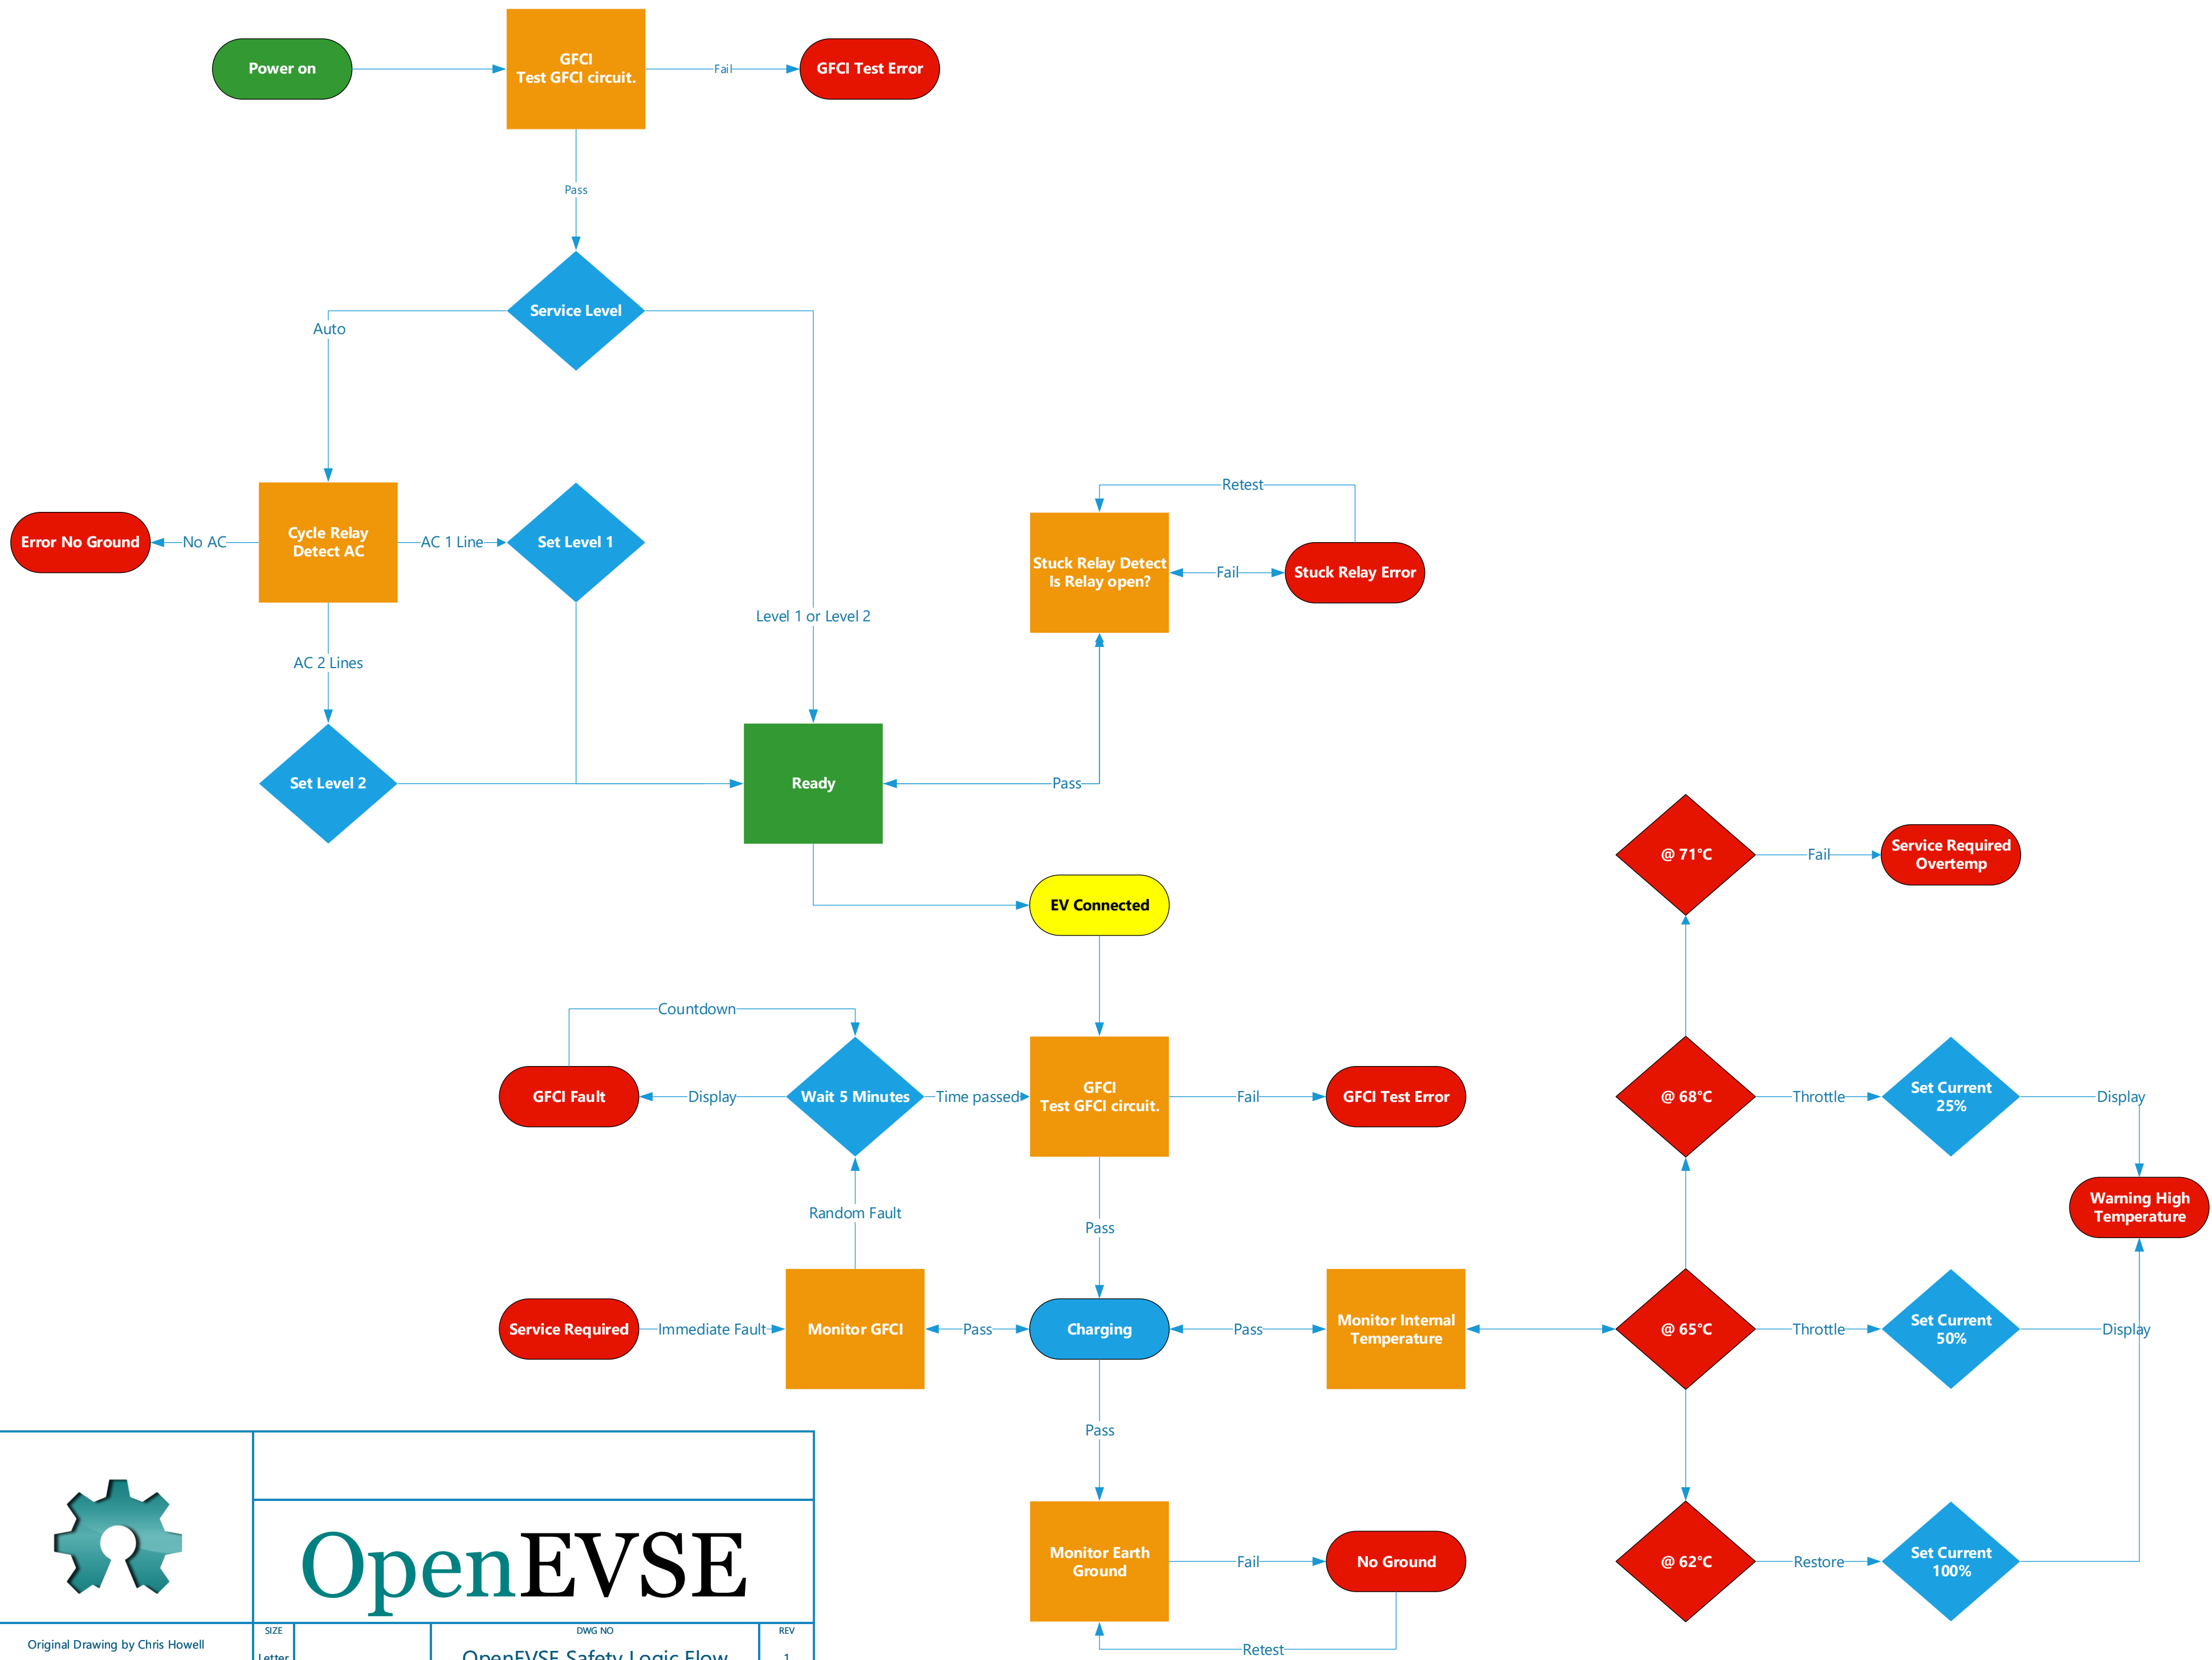 Power on
GFCI
Test GFCI circuit.
Fail
GFCI Test Error
Pass
Service Level
Auto
Level 1 or Level 2
Error No Ground
No AC
Cycle Relay
Detect AC
AC 1 Line
Set Level 1
AC 2 Lines
Set Level 2
Ready
Retest
Stuck Relay Detect
Is Relay open?
Fail
Stuck Relay Error
Pass
EV Connected
Countdown
GFCI Fault
Display
Wait 5 Minutes
Time passed
GFCI
Test GFCI circuit.
Fail
GFCI Test Error
Random Fault
Pass
Service Required
Immediate Fault
Monitor GFCI
Pass
Charging
Pass
Monitor Internal
Temperature
Pass
Monitor Earth
Ground
Fail
No Ground
Retest
@ 71°C
Fail
Service Required
Overtemp
@ 68°C
Throttle
Set Current
25%
Display
Warning High
Temperature
@ 65°C
Throttle
Set Current
50%
Display
@ 62°C
Restore
Set Current
100%
OpenEVSE
Original Drawing by Chris Howell
SIZE
Letter
DWG NO
OpenEVSE Safety Logic Flow
REV
1